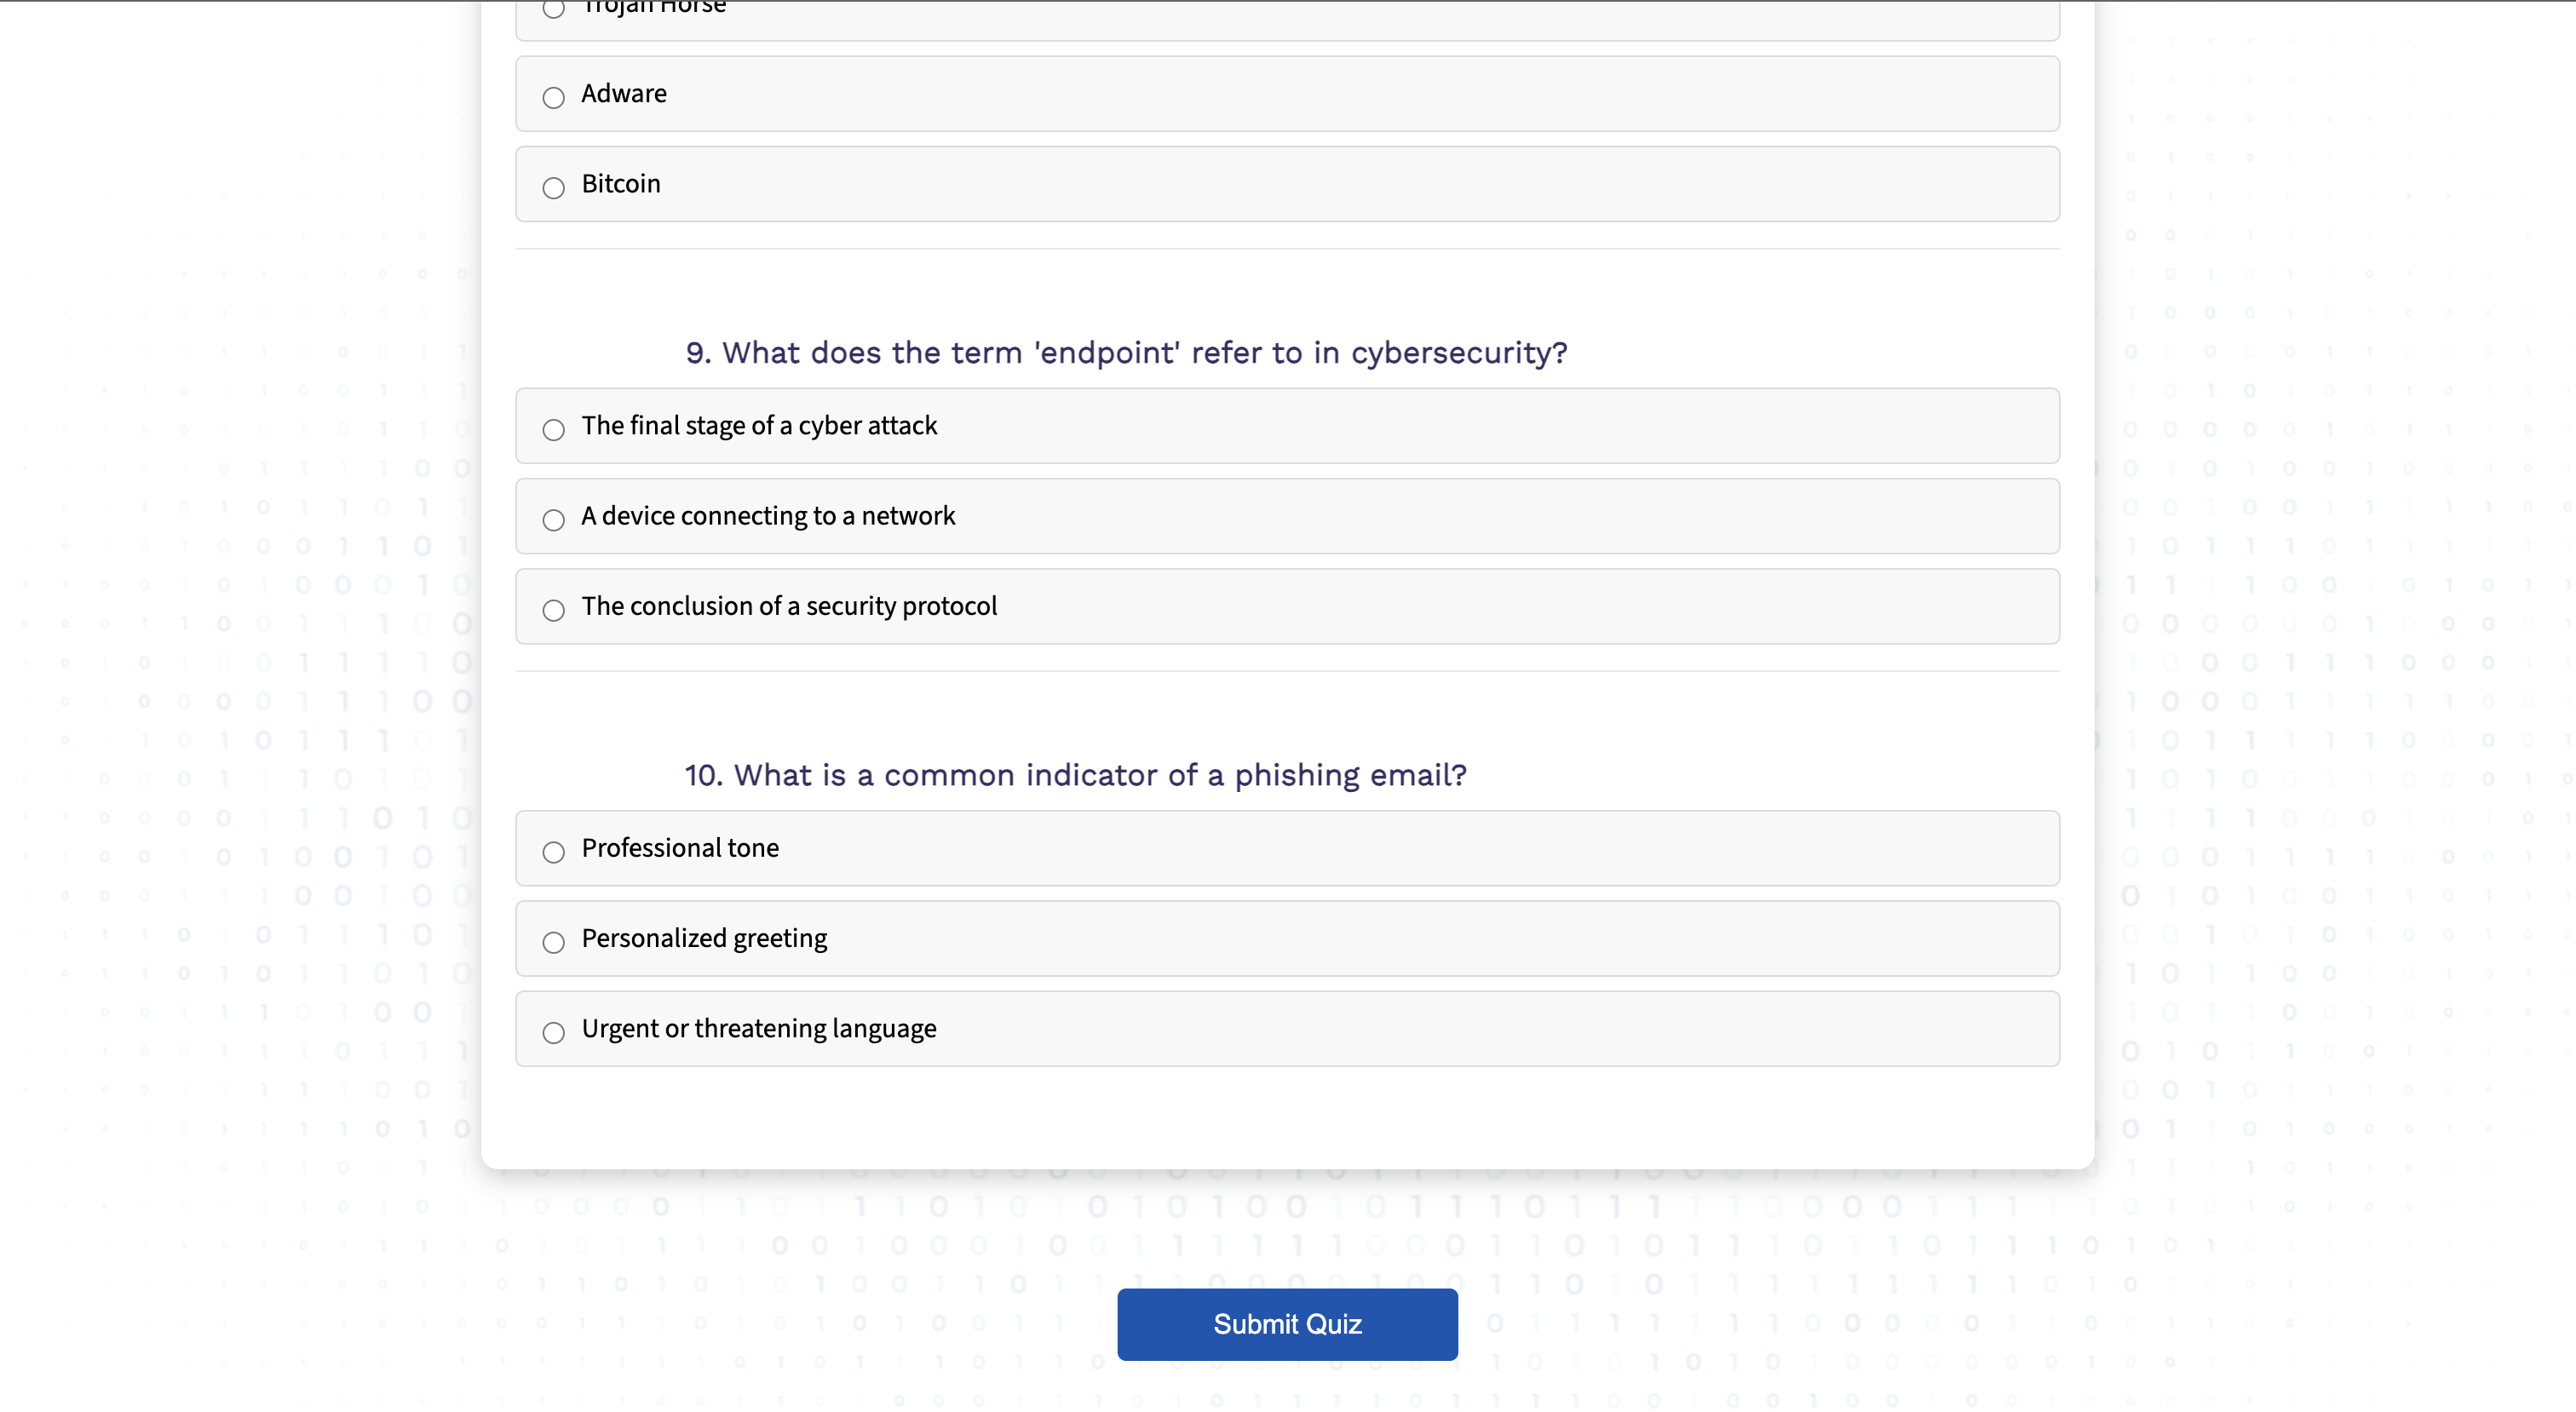 Trojan Horse
Adware
Bitcoin
9. What does the term 'endpoint' refer to in cybersecurity?
The final stage of a cyber attack
A device connecting to a network
The conclusion of a security protocol
10. What is a common indicator of a phishing email?
Professional tone
Personalized greeting
Urgent or threatening language
Submit Quiz